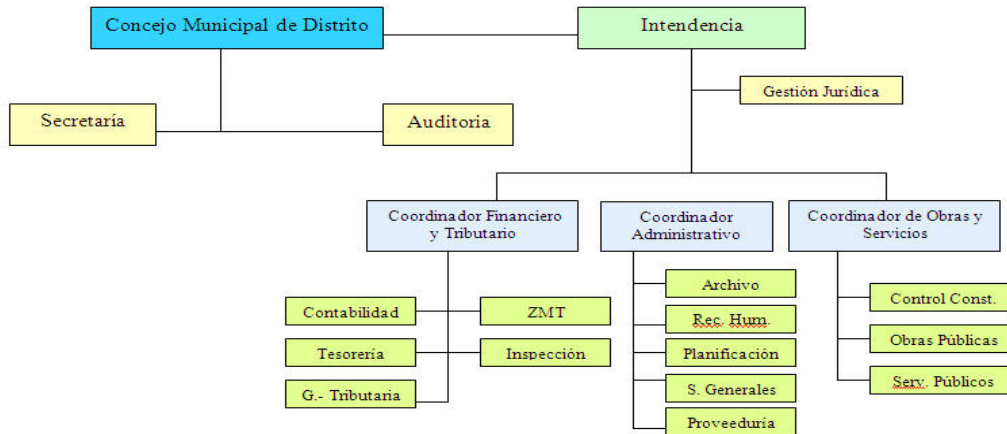 Concejo Municipal de Distrito
Intendencia
Gestión Jurídica
Secretaría
Auditoria
Coordinador Financiero
y Tributario
Coordinador
Administrativo
Coordinador de Obras y
Servicios
Contabilidad
ZMT
Tesorería
Inspección
G.- Tributaria
Archivo
Rec. Hum.
Planificación
S. Generales
Proveeduría
Control Const.
Obras Públicas
Serv. Públicos